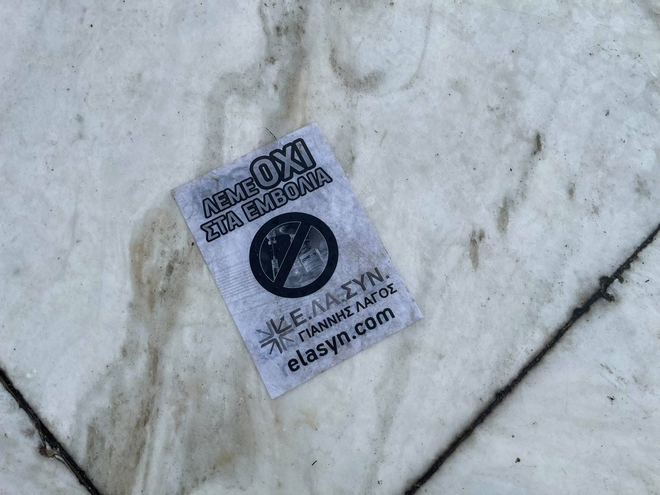 ΛΕΜΕ ΟΧΙ
ΣΤΑ ΕΜΒΟΛΙΑ
Ε.ΛΑ.ΣΥΝ.
ΓΙΑΝΝΗΣ ΛΑΓΟΣ
elasyn.com